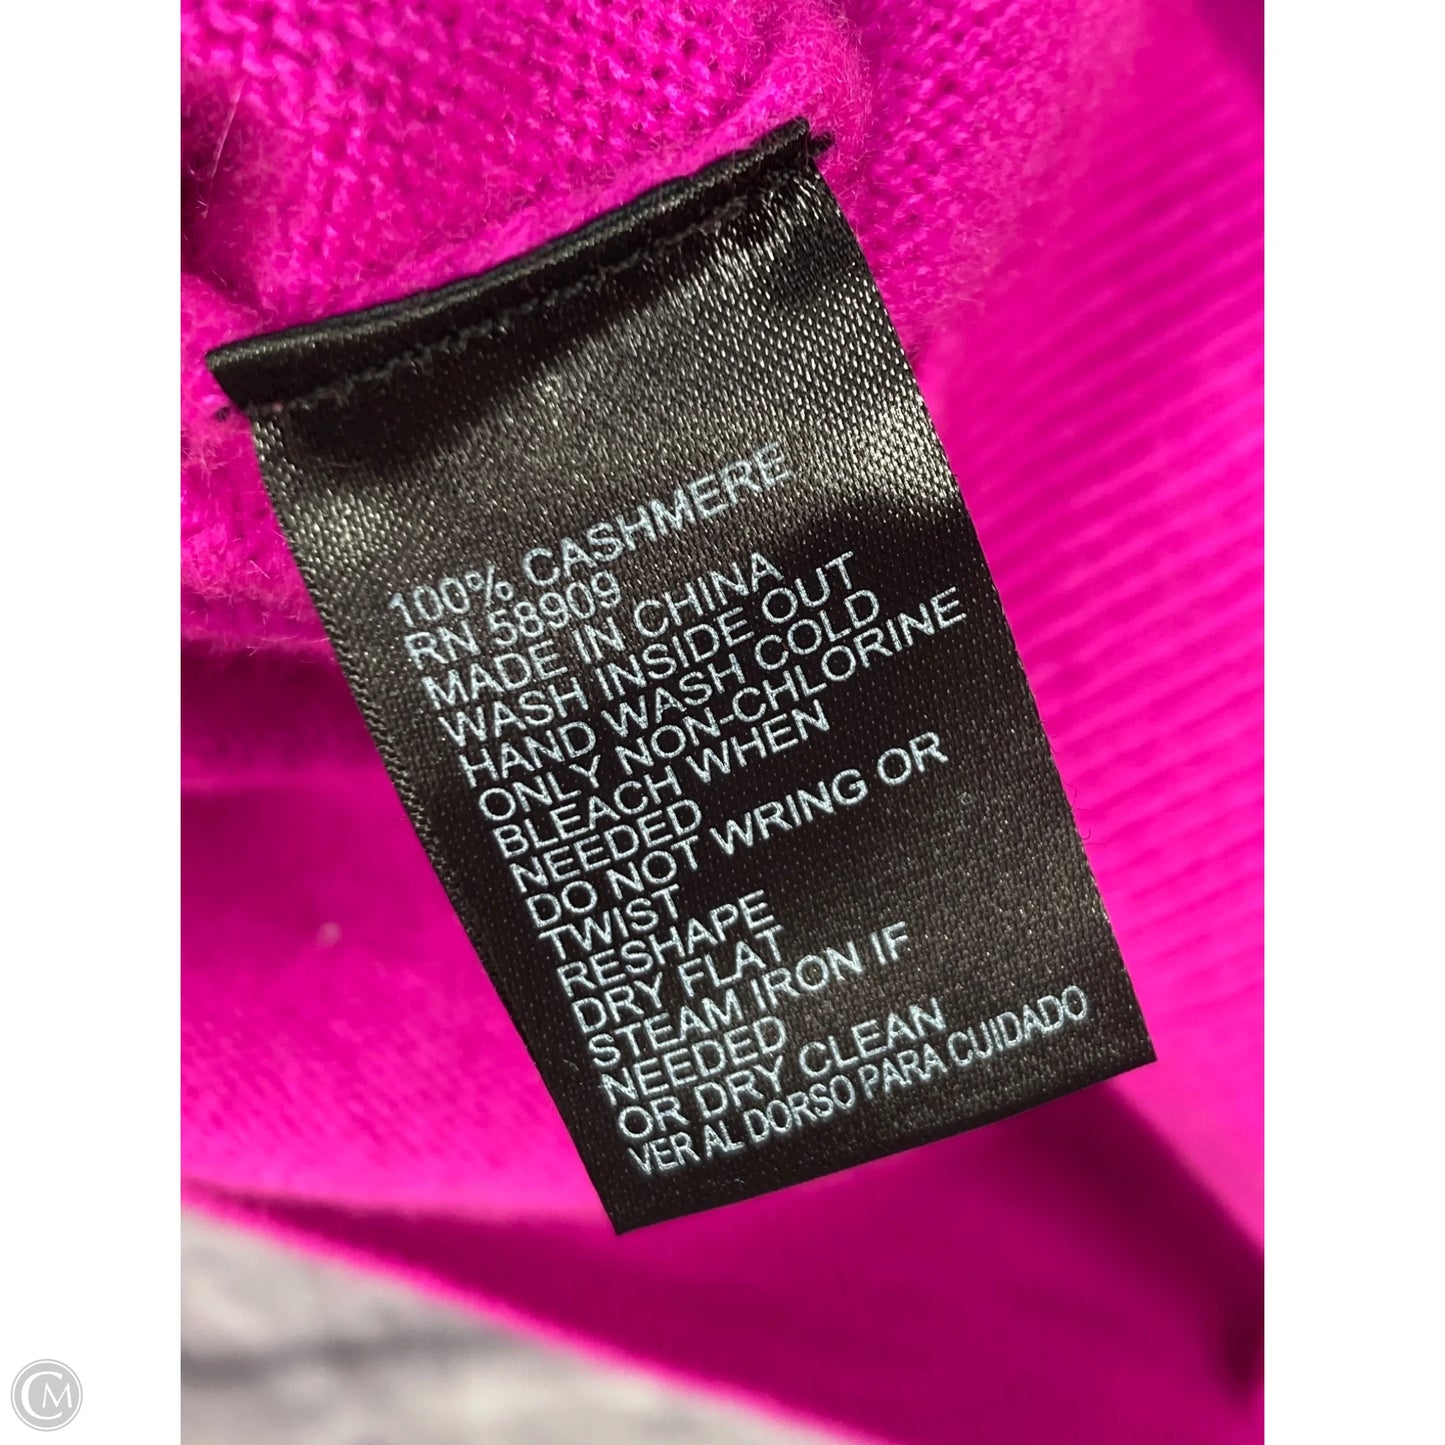 100% CASHMERE
RN 58909
MADE IN CHINA
WASH INSIDE OUT
HAND WASH COLD
ONLY NON-CHLORINE
BLEACH WHEN
NEEDED
DO NOT WRING OR
TWIST
RESHAPE
DRY FLAT
STEAM IRON IF
NEEDED
OR DRY CLEAN
VER AL DORSO PARA CUIDADO
CM